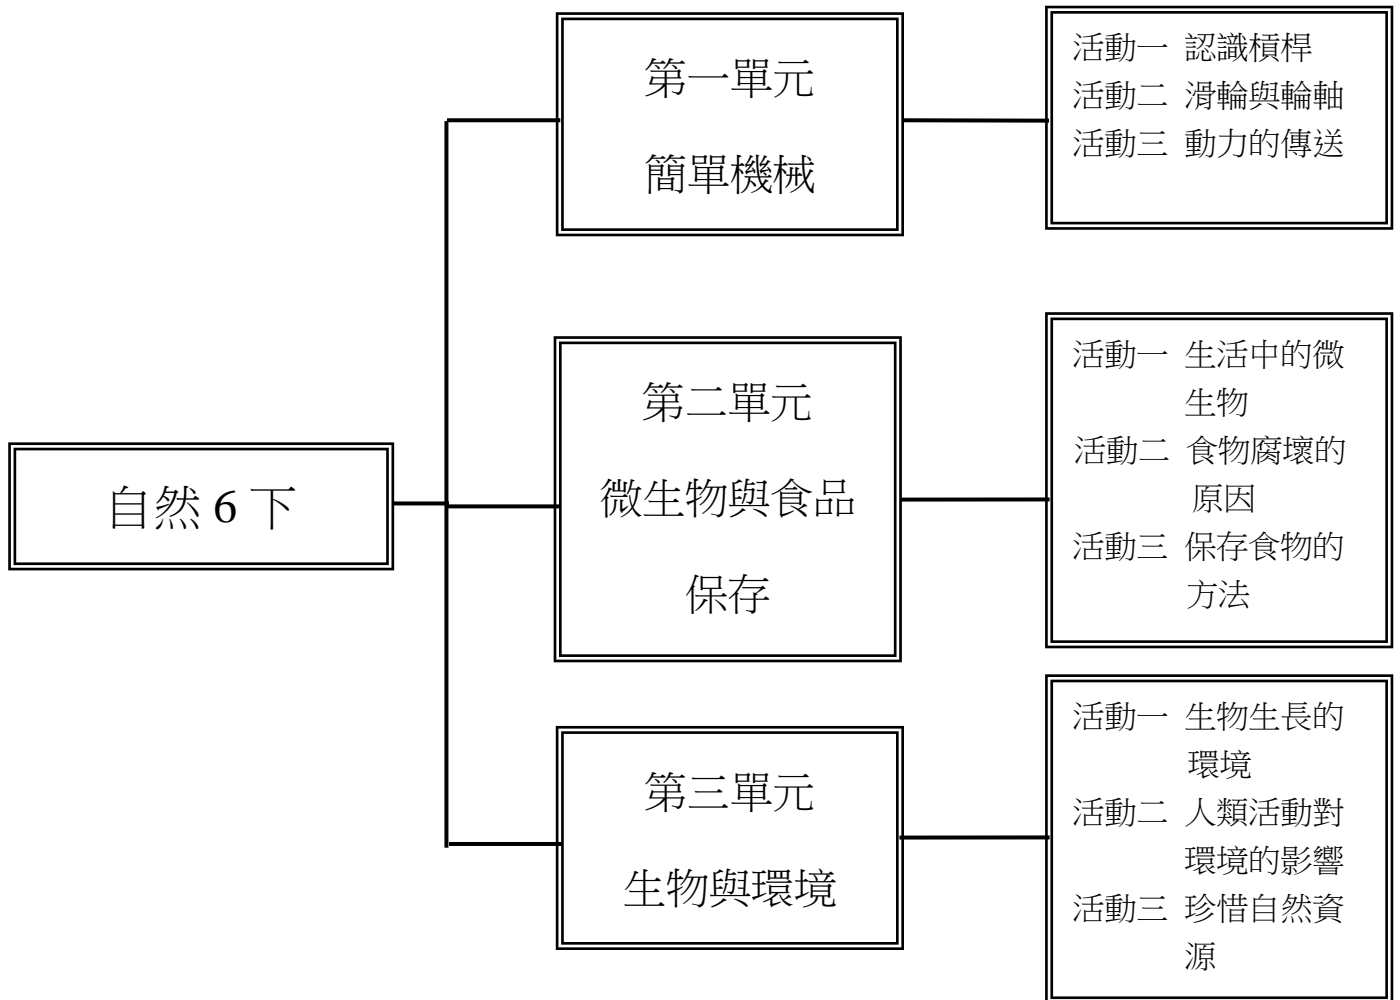 自然 6 下
第一單元
簡單機械
活動一 認識槓桿
活動二 滑輪與輪軸
活動三 動力的傳送
第二單元
微生物與食品
保存
活動一 生活中的微
生物
活動二 食物腐壞的
原因
活動三 保存食物的
方法
第三單元
生物與環境
活動一 生物生長的
環境
活動二 人類活動對
環境的影響
活動三 珍惜自然資
源